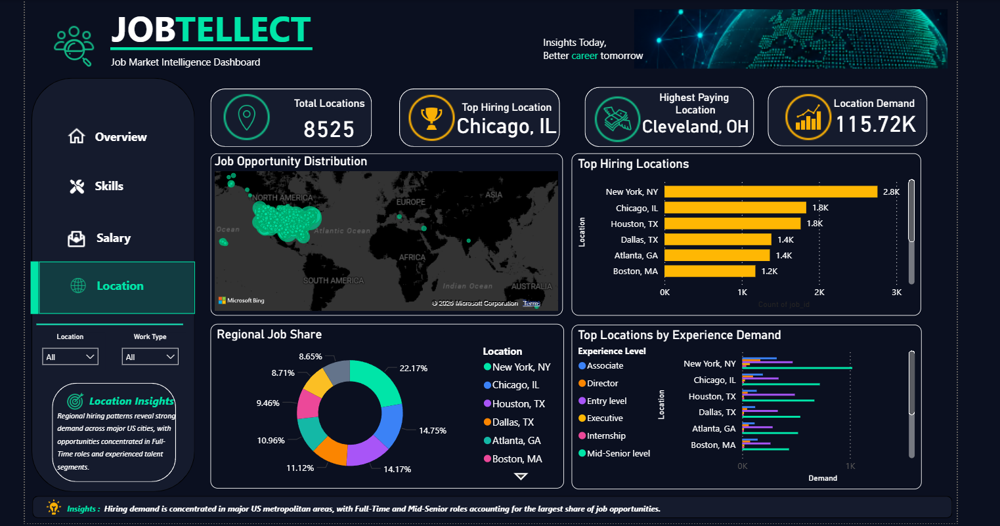 JOBTELLECT
Job Market Intelligence Dashboard
Insights Today,
Better career tomorrow
Overview
Skills
Salary
Location
Location
Work Type
All
All
Location Insights
Regional hiring patterns reveal strong
demand across major US cities, with
opportunities concentrated in Full-
Time roles and experienced talent
segments.
Total Locations
8525
Top Hiring Location
Chicago, IL
Highest Paying
Location
Cleveland, OH
Location Demand
115.72K
Job Opportunity Distribution
NORTH AMERICA
EUROPE
ASIA
Ocean
Atlantic Ocean
AFRICA
SOUTH AMERICA
Indian Ocean
AUSTRALIA
Microsoft Bing
© 2026 Microsoft Corporation
Terms
Top Hiring Locations
Location
New York, NY
2.8K
Chicago, IL
1.8K
Houston, TX
1.8K
Dallas, TX
1.4K
Atlanta, GA
1.4K
Boston, MA
1.2K
0K
1K
2K
3K
Count of job_id
Regional Job Share
22.17%
14.75%
14.17%
11.12%
10.96%
9.46%
8.71%
8.65%
Location
New York, NY
Chicago, IL
Houston, TX
Dallas, TX
Atlanta, GA
Boston, MA
Top Locations by Experience Demand
Experience Level
Associate
Director
Entry level
Executive
Internship
Mid-Senior level
Location
New York, NY
Chicago, IL
Houston, TX
Dallas, TX
Atlanta, GA
Boston, MA
0K
1K
Demand
Insights : Hiring demand is concentrated in major US metropolitan areas, with Full-Time and Mid-Senior roles accounting for the largest share of job opportunities.